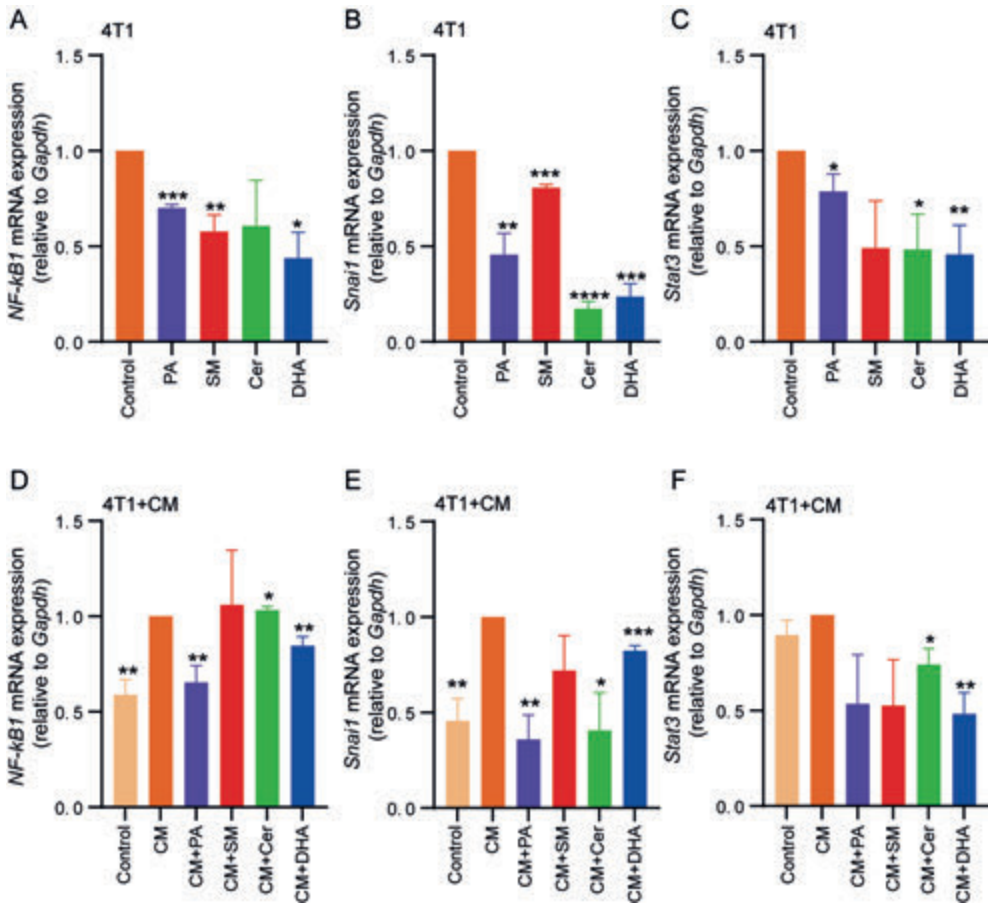 A
4T1
NF-kB1 mRNA expression
(relative to Gapdh)
1.5
1.0
0.5
0.0
***
**
*
Control
PA
SM
Cer
DHA
B
4T1
Snai1 mRNA expression
(relative to Gapdh)
1.5
1.0
0.5
0.0
**
***
****
***
Control
PA
SM
Cer
DHA
C
4T1
Stat3 mRNA expression
(relative to Gapdh)
1.5
1.0
0.5
0.0
*
*
**
Control
PA
SM
Cer
DHA
D
4T1+CM
NF-kB1 mRNA expression
(relative to Gapdh)
1.5
1.0
0.5
0.0
**
**
*
**
Control
CM
CM+PA
CM+SM
CM+Cer
CM+DHA
E
4T1+CM
Snai1 mRNA expression
(relative to Gapdh)
1.5
1.0
0.5
0.0
**
**
*
***
Control
CM
CM+PA
CM+SM
CM+Cer
CM+DHA
F
4T1+CM
Stat3 mRNA expression
(relative to Gapdh)
1.5
1.0
0.5
0.0
*
**
Control
CM
CM+PA
CM+SM
CM+Cer
CM+DHA